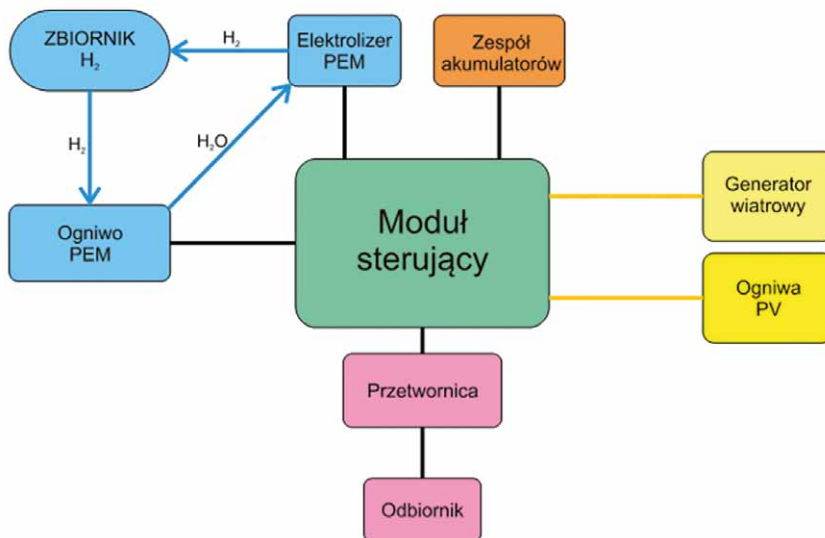 ZBIORNIK
H₂
H₂
Elektrolizer
PEM
Zespół
akumulatorów
H₂
H₂O
Ogniwo
PEM
Moduł
sterujący
Generator
wiatrowy
Ogniwa
PV
Przetwornica
Odbiornik